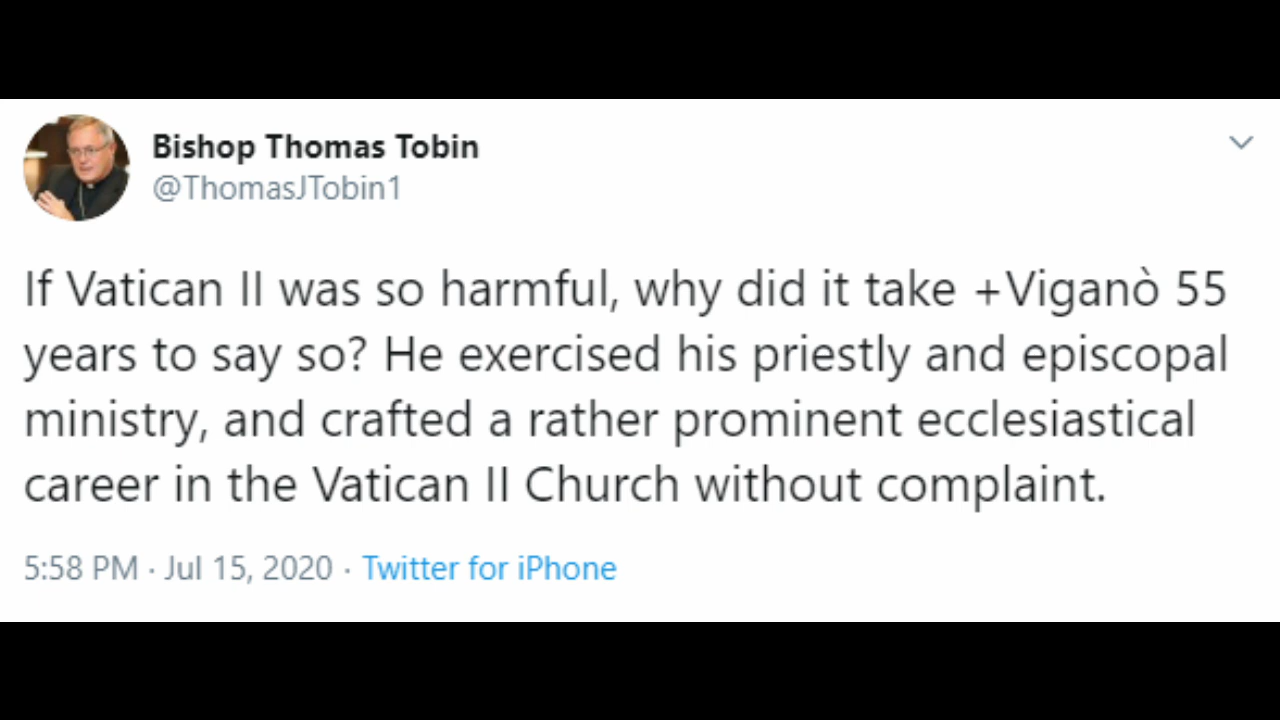 Bishop Thomas Tobin
@ThomasJTobin1
If Vatican II was so harmful, why did it take +Viganò 55
years to say so? He exercised his priestly and episcopal
ministry, and crafted a rather prominent ecclesiastical
career in the Vatican II Church without complaint.
5:58 PM · Jul 15, 2020 · Twitter for iPhone